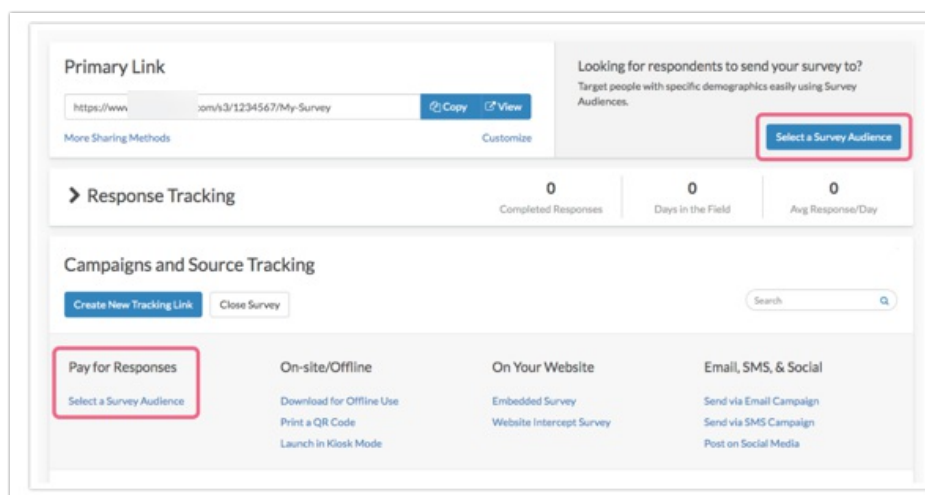 Primary Link
https://www com/s3/1234567/My-Survey
Copy
View
More Sharing Methods
Customize
Looking for respondents to send your survey to?
Target people with specific demographics easily using Survey
Audiences.
Select a Survey Audience
Response Tracking
0
Completed Responses
0
Days in the Field
0
Avg Response/Day
Campaigns and Source Tracking
Create New Tracking Link
Close Survey
Search
Pay for Responses
Select a Survey Audience
On-site/Offline
Download for Offline Use
Print a QR Code
Launch in Kiosk Mode
On Your Website
Embedded Survey
Website Intercept Survey
Email, SMS, & Social
Send via Email Campaign
Send via SMS Campaign
Post on Social Media